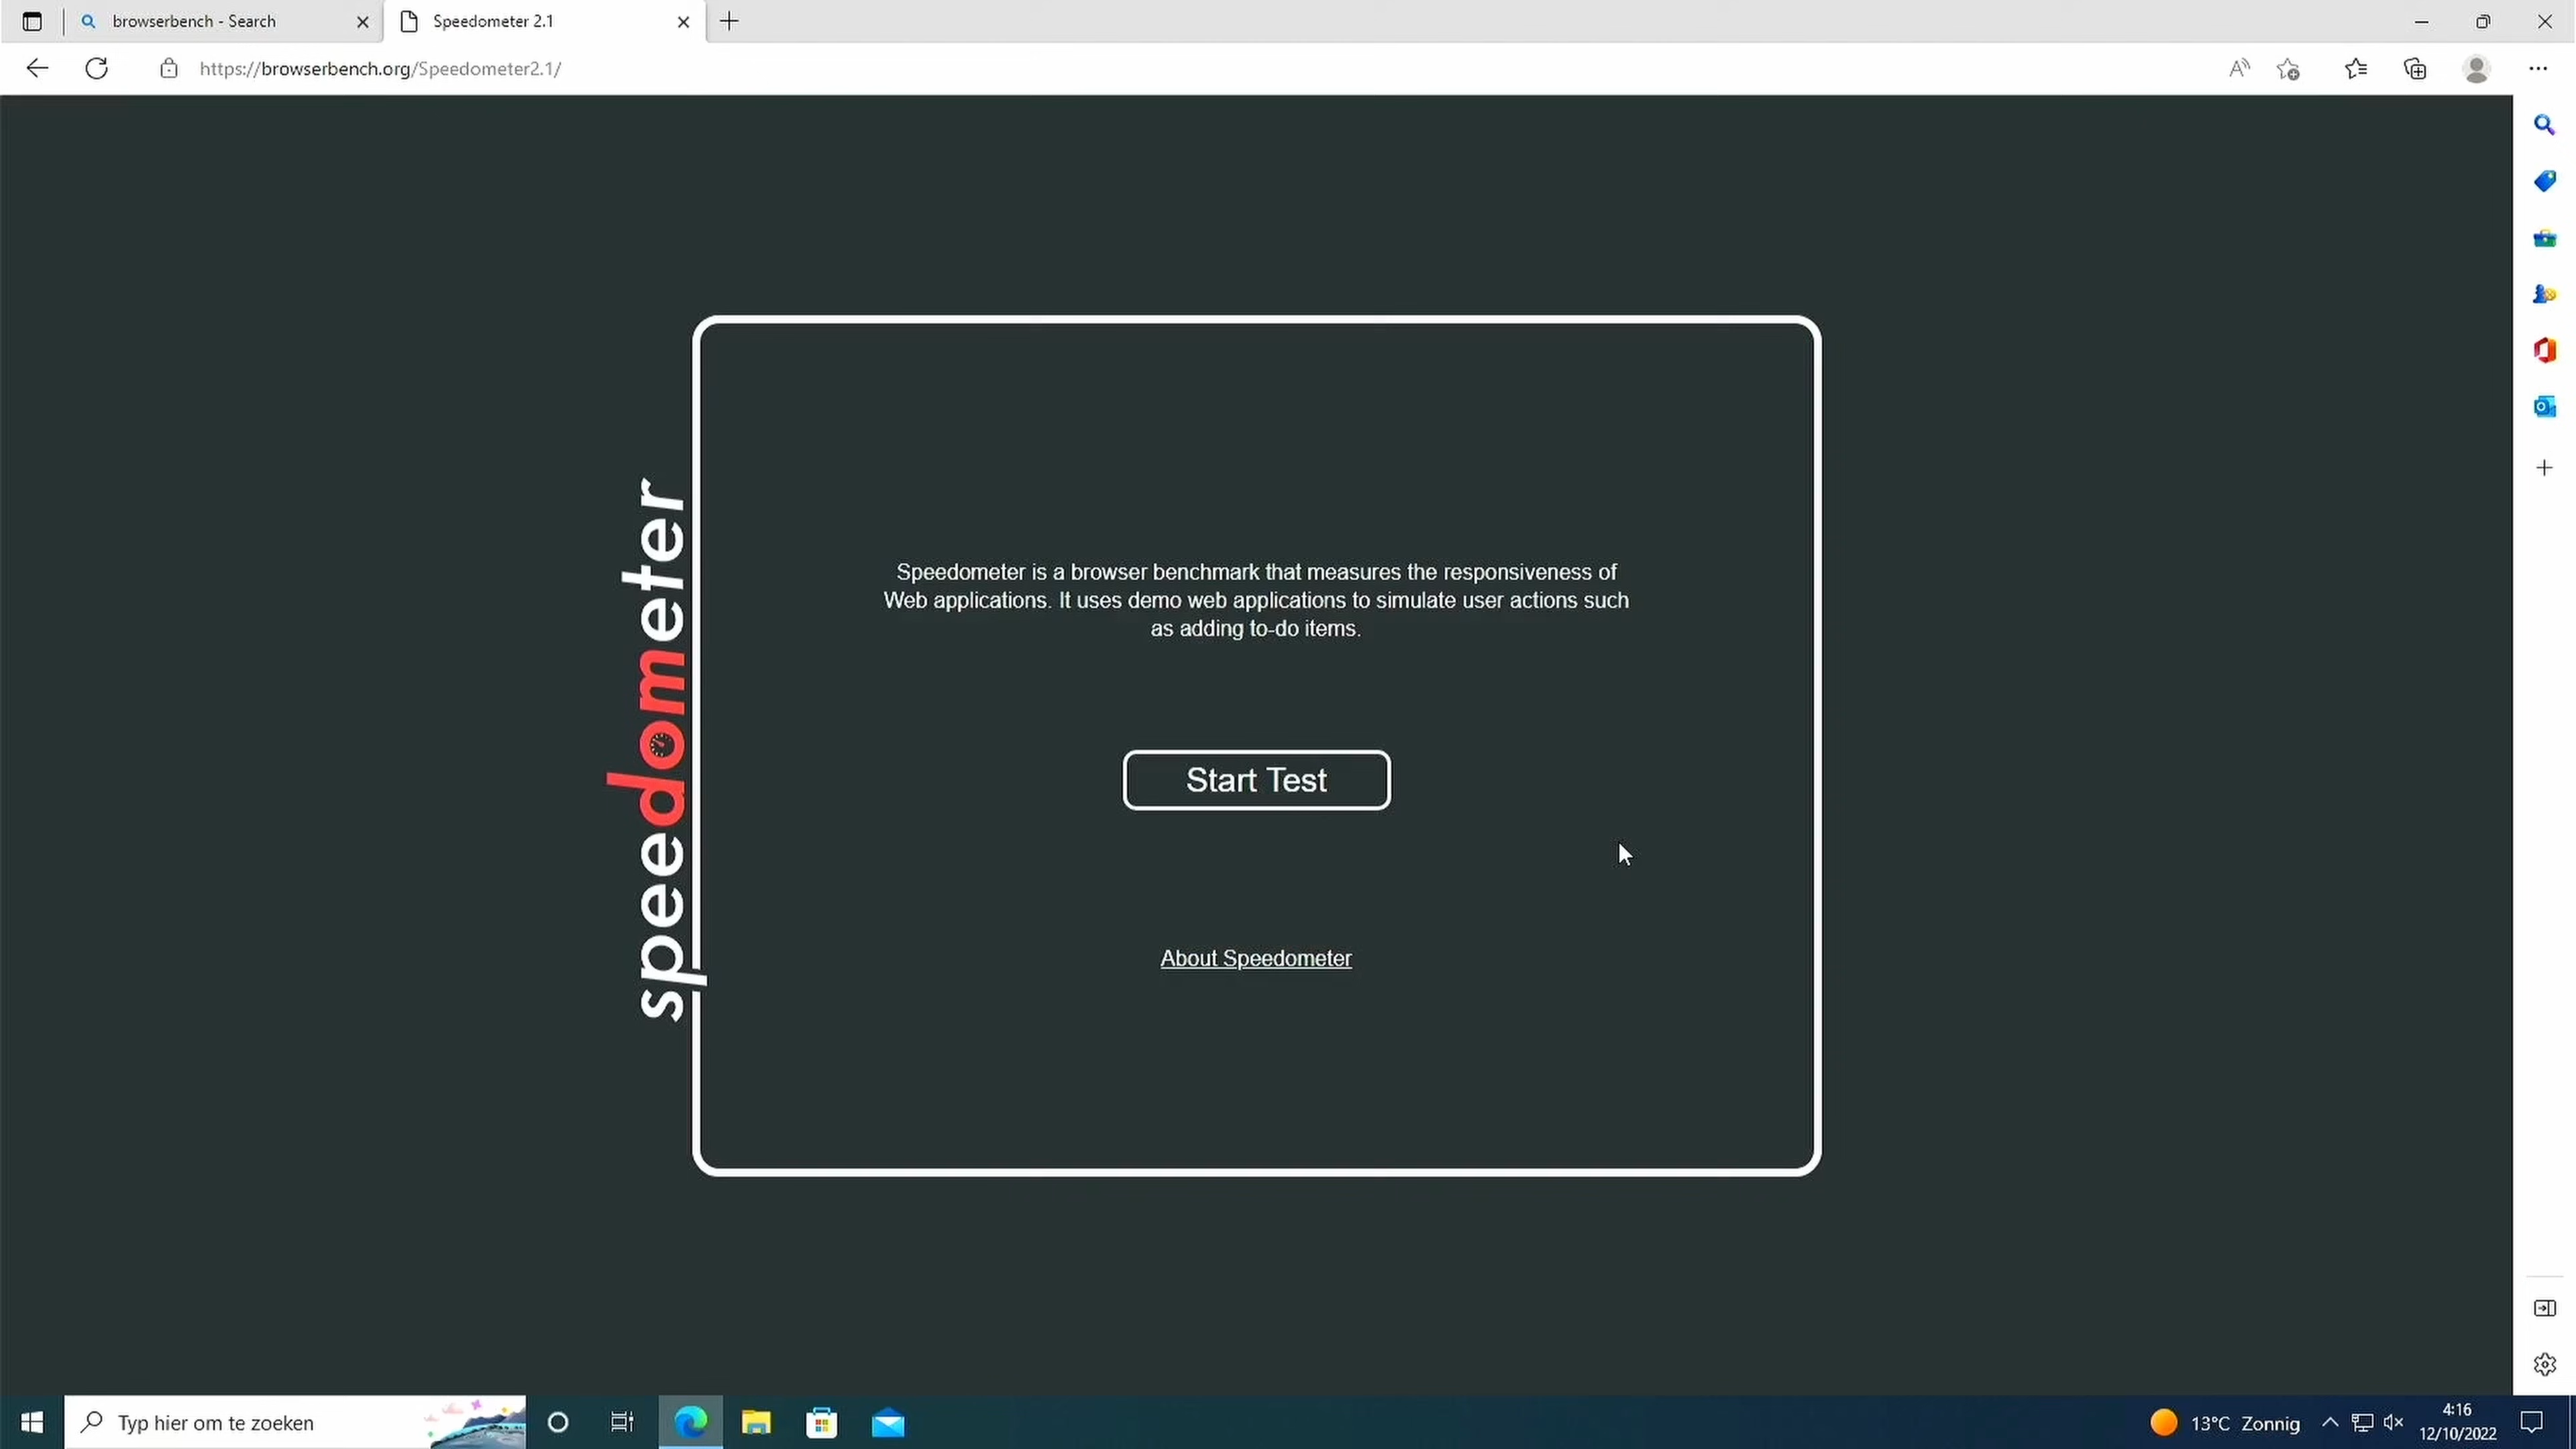 browserbench - Search
Speedometer 2.1
https://browserbench.org/Speedometer2.1/
speedometer
Speedometer is a browser benchmark that measures the responsiveness of
Web applications. It uses demo web applications to simulate user actions such
as adding to-do items.
Start Test
About Speedometer
Typ hier om te zoeken
13°C Zonnig
4:16
12/10/2022